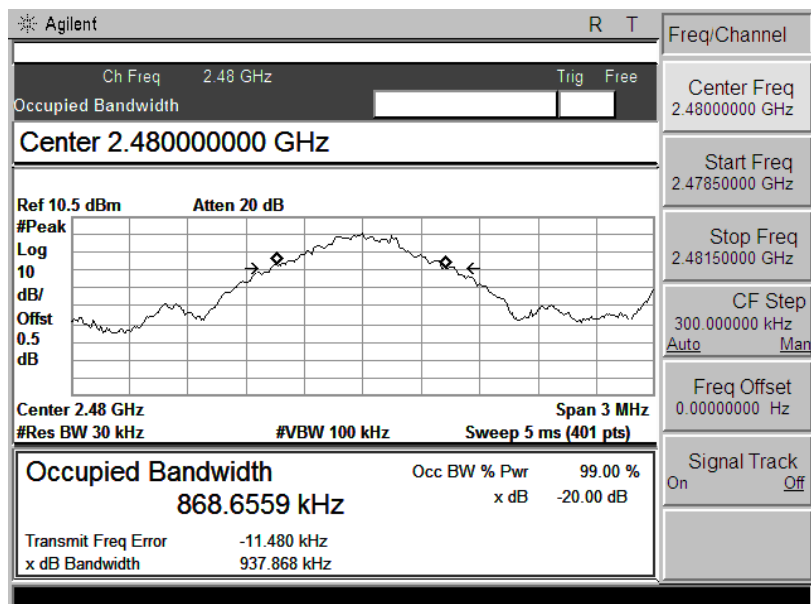 Agilent R T
Ch Freq 2.48 GHz Trig Free
Occupied Bandwidth
Center 2.480000000 GHz
Ref 10.5 dBm Atten 20 dB
#Peak
Log
10
dB/
Offst
0.5
dB
Center 2.48 GHz Span 3 MHz
#Res BW 30 kHz #VBW 100 kHz Sweep 5 ms (401 pts)
Occupied Bandwidth
868.6559 kHz
Occ BW % Pwr 99.00 %
x dB -20.00 dB
Transmit Freq Error -11.480 kHz
x dB Bandwidth 937.868 kHz
Freq/Channel
Center Freq
2.48000000 GHz
Start Freq
2.47850000 GHz
Stop Freq
2.48150000 GHz
CF Step
300.000000 kHz
Auto Man
Freq Offset
0.00000000 Hz
Signal Track
On Off